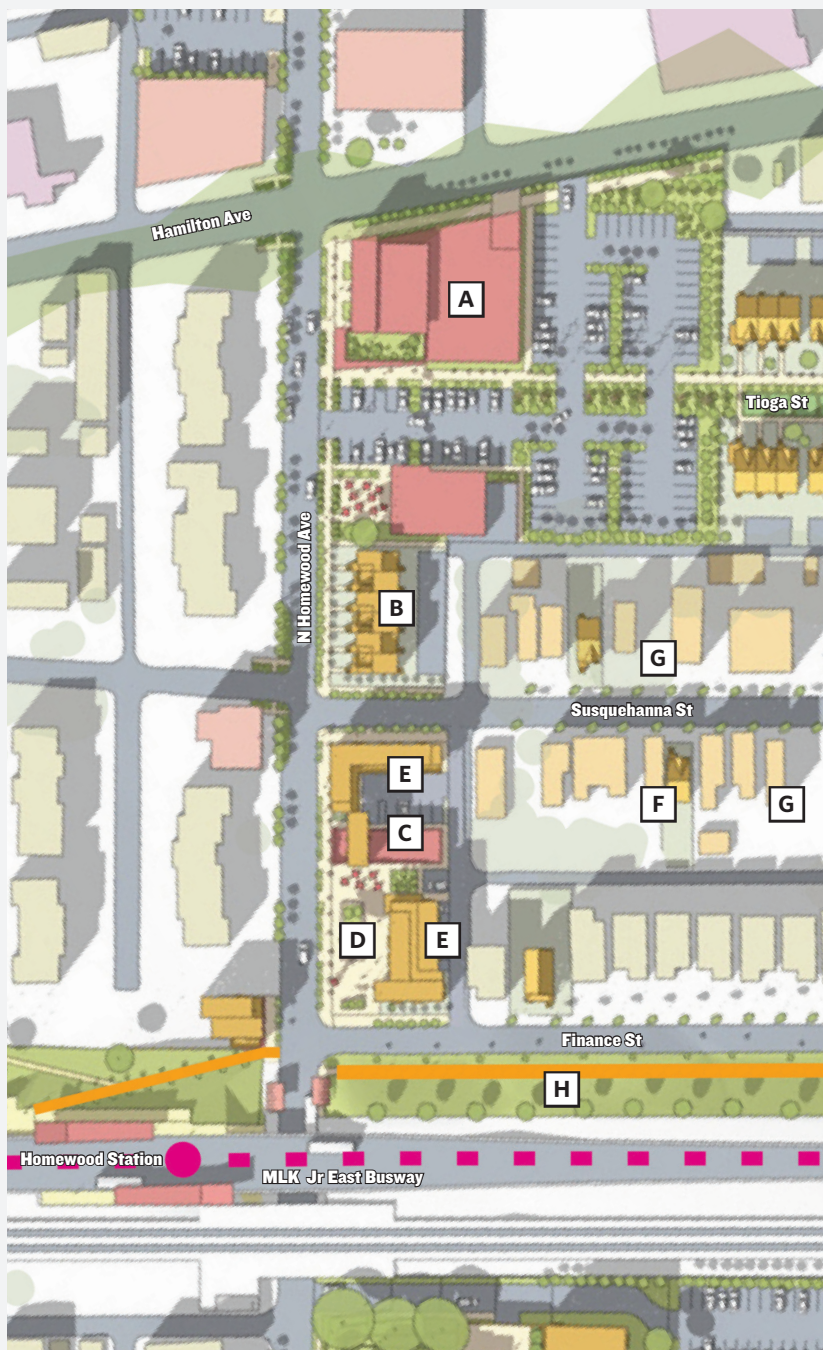 Hamilton Ave
A
Tioga St
N Homewood Ave
B
G
Susquehanna St
E
F
G
C
D
E
Finance St
H
Homewood Station
MLK Jr East Busway